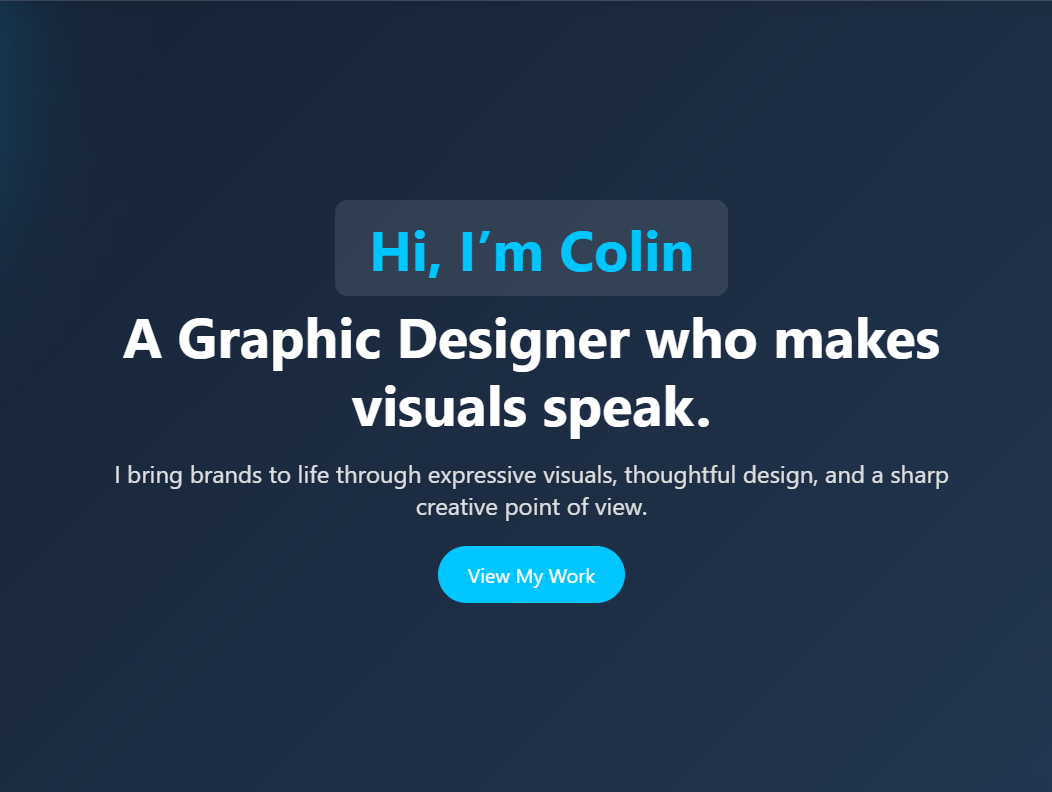 Hi, I’m Colin
A Graphic Designer who makes
visuals speak.
I bring brands to life through expressive visuals, thoughtful design, and a sharp
creative point of view.
View My Work